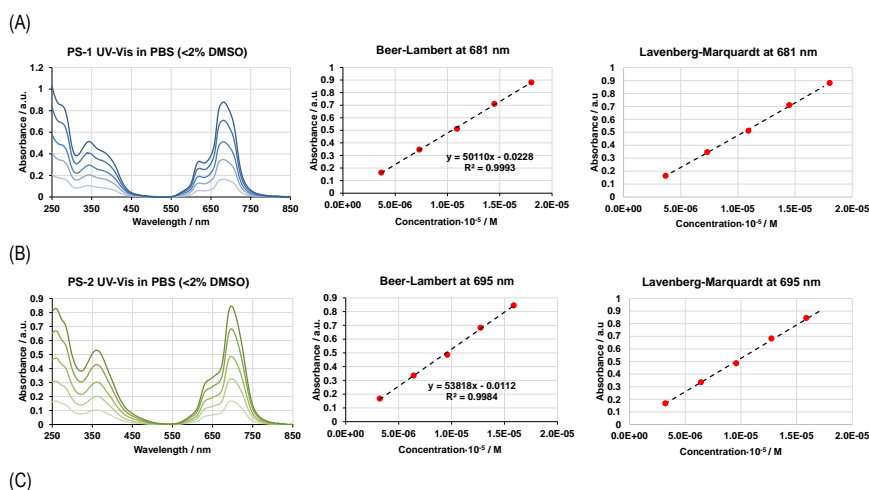 (A)
PS-1 UV-Vis in PBS (<2% DMSO)
Absorbance / a.u.
1.2
1
0.8
0.6
0.4
0.2
0
250 350 450 550 650 750 850
Wavelength / nm
Beer-Lambert at 681 nm
Absorbance / a.u.
1
0.9
0.8
0.7
0.6
0.5
0.4
0.3
0.2
0.1
0
y = 50110x - 0.0228
R² = 0.9993
0.0E+00 5.0E-06 1.0E-05 1.5E-05 2.0E-05
Concentration·10⁻⁵ / M
Lavenberg-Marquardt at 681 nm
Absorbance / a.u.
1
0.9
0.8
0.7
0.6
0.5
0.4
0.3
0.2
0.1
0
0.0E+00 5.0E-06 1.0E-05 1.5E-05 2.0E-05
Concentration·10⁻⁵ / M
(B)
PS-2 UV-Vis in PBS (<2% DMSO)
Absorbance / a.u.
0.9
0.8
0.7
0.6
0.5
0.4
0.3
0.2
0.1
0
250 350 450 550 650 750 850
Wavelength / nm
Beer-Lambert at 695 nm
Absorbance / a.u.
0.9
0.8
0.7
0.6
0.5
0.4
0.3
0.2
0.1
0
y = 53818x - 0.0112
R² = 0.9984
0.0E+00 5.0E-06 1.0E-05 1.5E-05 2.0E-05
Concentration·10⁻⁵ / M
Lavenberg-Marquardt at 695 nm
Absorbance / a.u
1
0.9
0.8
0.7
0.6
0.5
0.4
0.3
0.2
0.1
0
0.0E+00 5.0E-06 1.0E-05 1.5E-05 2.0E-05
Concentration·10⁻⁵ / M
(C)